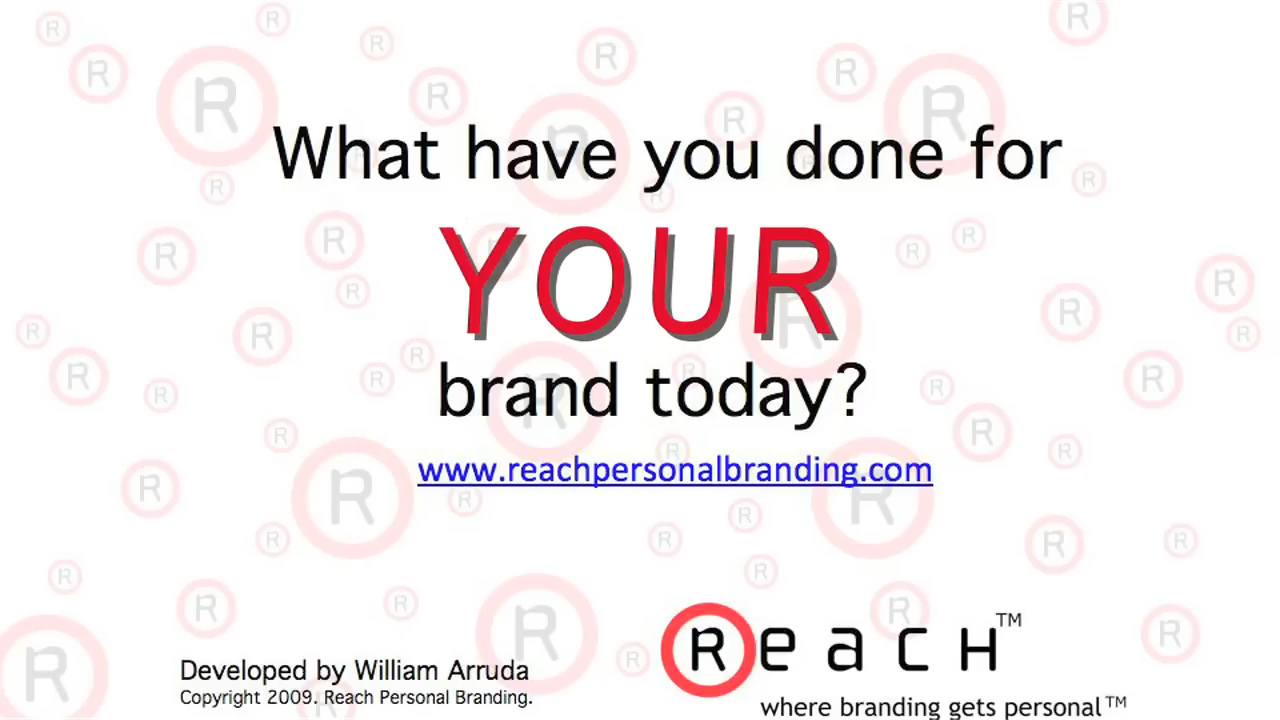 What have you done for
YOUR
brand today?
www.reachpersonalbranding.com
Developed by William Arruda
Copyright 2009. Reach Personal Branding.
ReacH™
where branding gets personal™